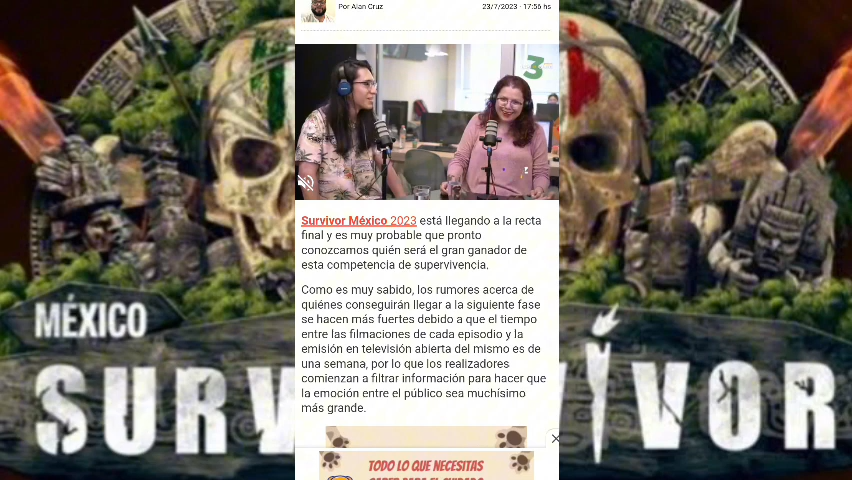 Por Alan Cruz
23/7/2023 · 17:56 hs
3
Survivor México 2023 está llegando a la recta
final y es muy probable que pronto
conozcamos quién será el gran ganador de
esta competencia de supervivencia.
Como es muy sabido, los rumores acerca de
quiénes conseguirán llegar a la siguiente fase
se hacen más fuertes debido a que el tiempo
entre las filmaciones de cada episodio y la
emisión en televisión abierta del mismo es de
una semana, por lo que los realizadores
comienzan a filtrar información para hacer que
la emoción entre el público sea muchísimo
más grande.
MÉXICO
SURV
IVOR
TODO LO QUE NECESITAS